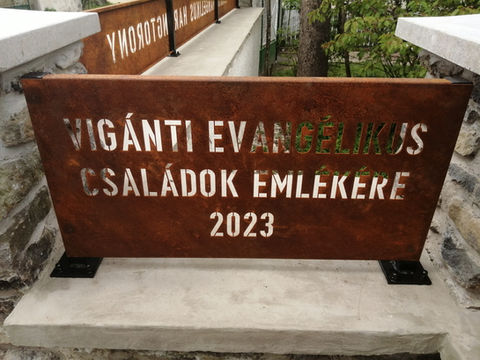 VIGÁNTI EVANGÉLIKUS
CSALÁDOK EMLÉKÉRE
2023